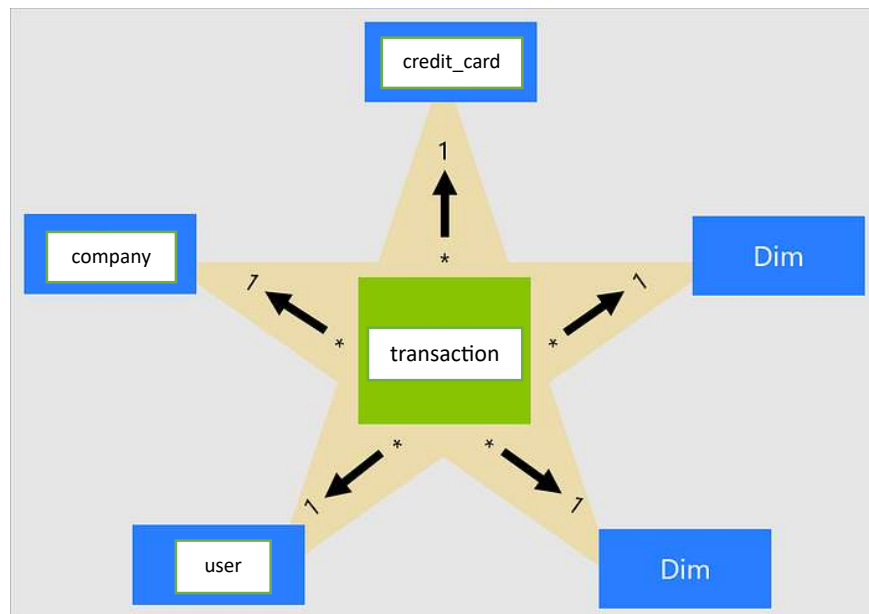 credit_card
1
*
company
1
*
transaction
*
1
Dim
*
1
user
*
1
Dim